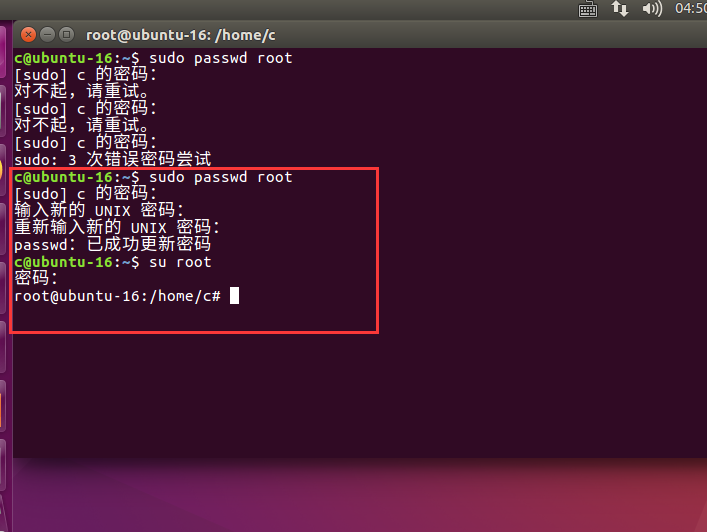 04:50
root@ubuntu-16: /home/c
c@ubuntu-16:~$ sudo passwd root
[sudo] c 的密码：
对不起，请重试。
[sudo] c 的密码：
对不起，请重试。
[sudo] c 的密码：
sudo: 3 次错误密码尝试
c@ubuntu-16:~$ sudo passwd root
[sudo] c 的密码：
输入新的 UNIX 密码：
重新输入新的 UNIX 密码：
passwd：已成功更新密码
c@ubuntu-16:~$ su root
密码：
root@ubuntu-16:/home/c#